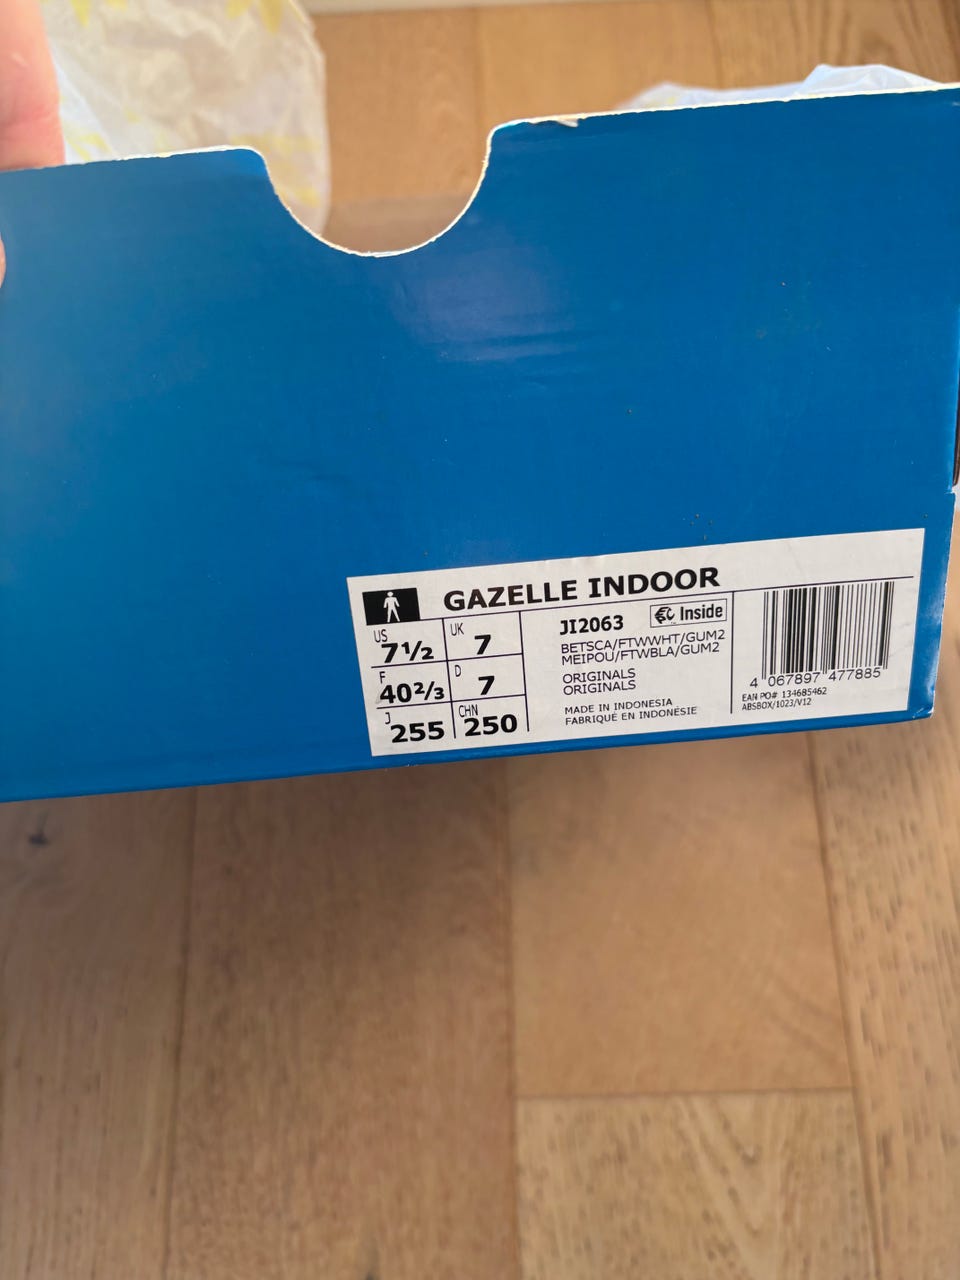 GAZELLE INDOOR
US 7½ UK 7
F 40⅔ D 7
J 255 CHN 250
JI2063 Inside
BETSCA/FTWWHT/GUM2
MEIPOU/FTWBLA/GUM2
ORIGINALS
ORIGINALS
MADE IN INDONESIA
FABRIQUÉ EN INDONÉSIE
4 067897 477885
EAN PO# 134685462
ABSBOX/1023/V12